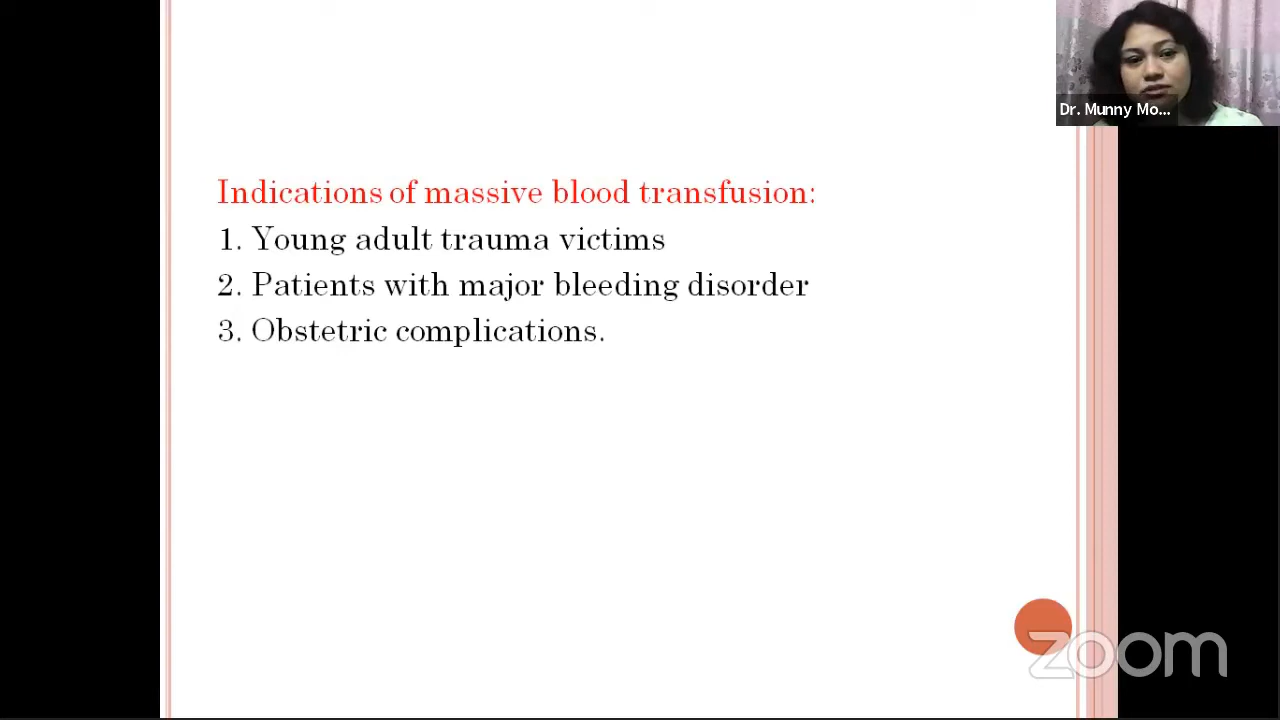 Dr. Munny Mo...
Indications of massive blood transfusion:
1. Young adult trauma victims
2. Patients with major bleeding disorder
3. Obstetric complications.
zoom